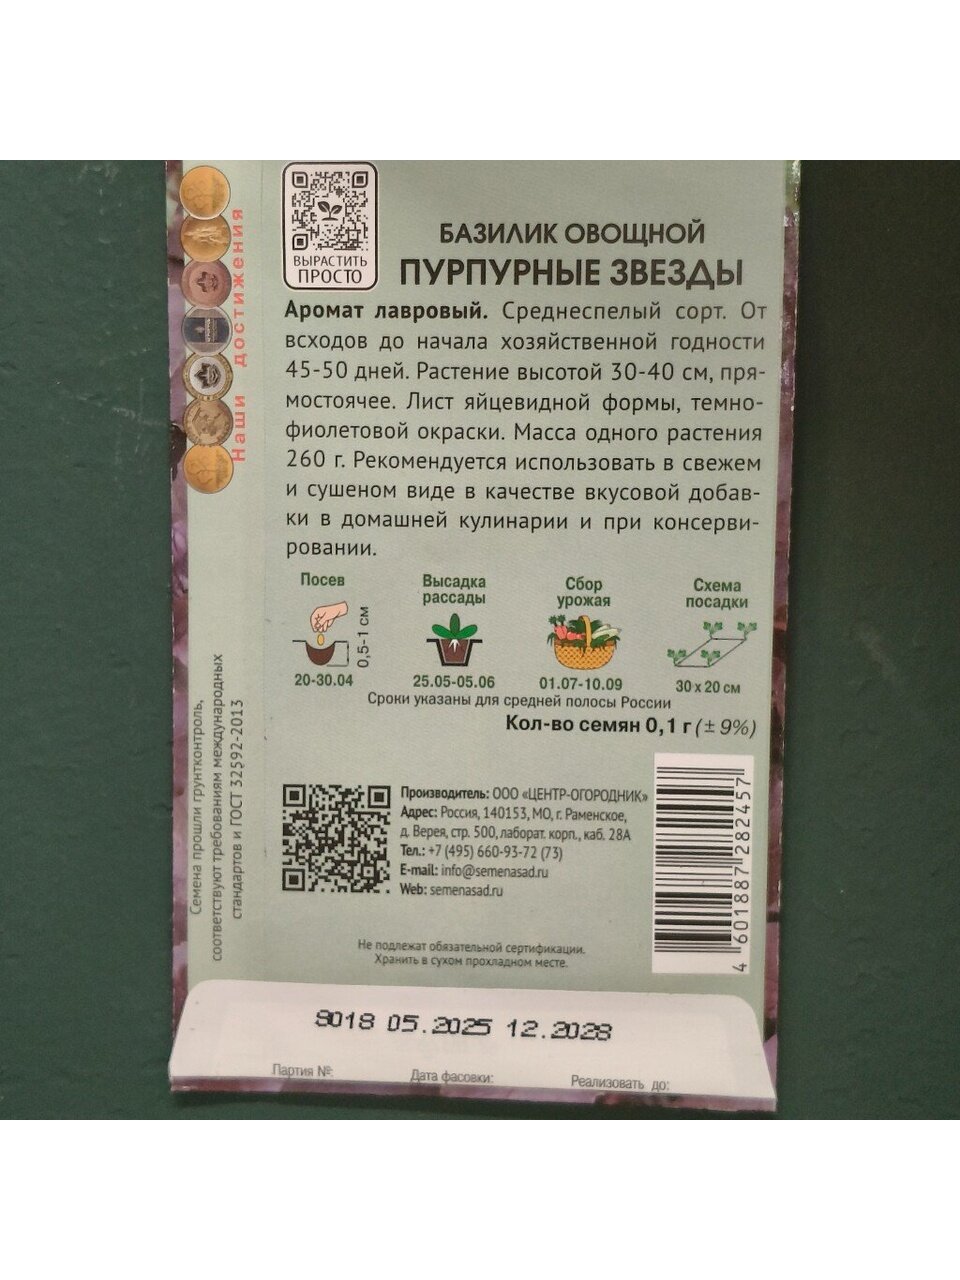 ВЫРАСТИТЬ
ПРОСТО
Наши достижения
БАЗИЛИК ОВОЩНОЙ
ПУРПУРНЫЕ ЗВЕЗДЫ
Аромат лавровый. Среднеспелый сорт. От
всходов до начала хозяйственной годности
45-50 дней. Растение высотой 30-40 см, пря-
мостоячее. Лист яйцевидной формы, темно-
фиолетовой окраски. Масса одного растения
260 г. Рекомендуется использовать в свежем
и сушеном виде в качестве вкусовой добав-
ки в домашней кулинарии и при консерви-
ровании.
Посев
0,5-1 см
20-30.04
Высадка
рассады
25.05-05.06
Сбор
урожая
01.07-10.09
Схема
посадки
30 х 20 см
Сроки указаны для средней полосы России
Кол-во семян 0,1 г (± 9%)
Семена прошли грунтконтроль,
соответствуют требованиям международных
стандартов и ГОСТ 32592-2013
Производитель: ООО «ЦЕНТР-ОГОРОДНИК»
Адрес: Россия, 140153, МО, г. Раменское,
д. Верея, стр. 500, лаборат. корп., каб. 28А
Тел.: +7 (495) 660-93-72 (73)
E-mail: info@semenasad.ru
Web: semenasad.ru
4 601887 282457
Не подлежат обязательной сертификации.
Хранить в сухом прохладном месте.
8018 05.2025 12.2028
Партия №: Дата фасовки: Реализовать до: